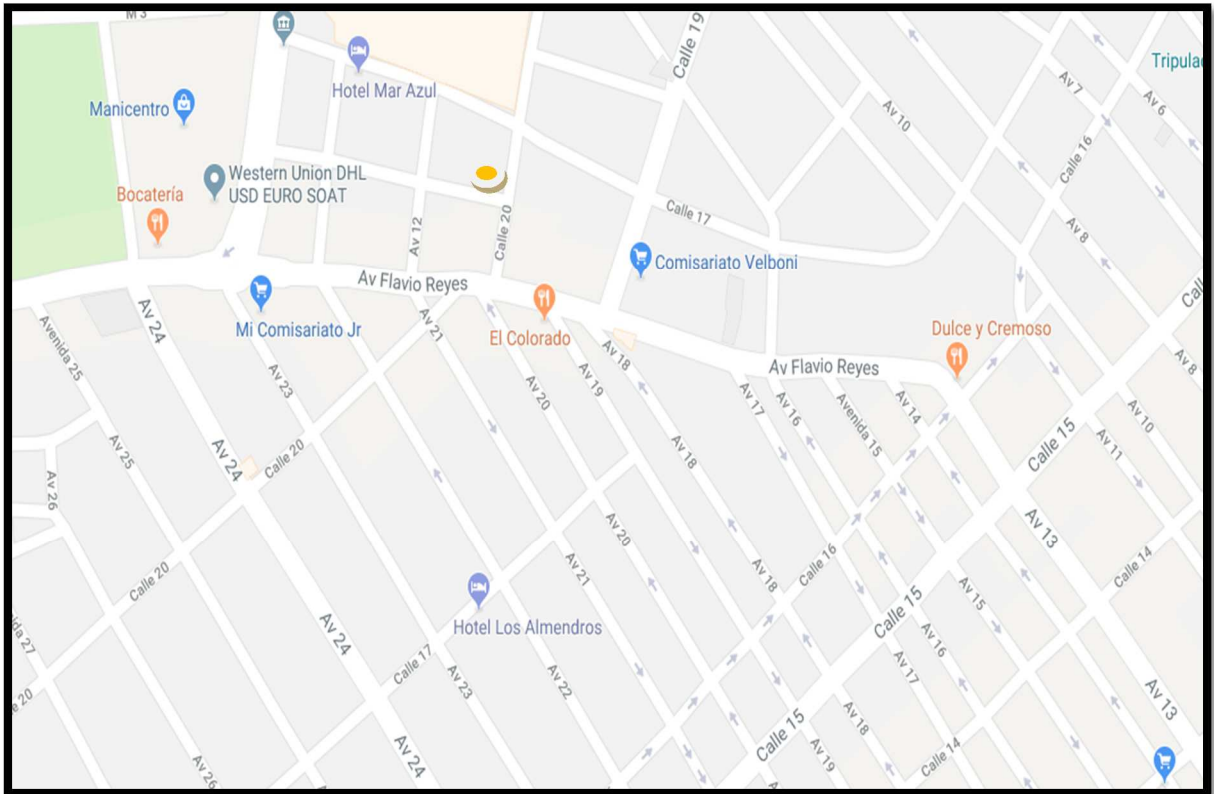 M 3
Calle 19
Hotel Mar Azul
Manicentro
Av 10
Av 7
Av 6
Calle 16
Western Union DHL
USD EURO SOAT
Bocatería
Av 12
Calle 20
Calle 17
Av 8
Av Flavio Reyes
Comisariato Velboni
Mi Comisariato Jr
El Colorado
Dulce y Cremoso
Av 24
Avenida 25
Av 21
Av 18
Av Flavio Reyes
Av 8
Av 23
Av 20
Av 19
Av 17
Av 16
Avenida 15
Av 14
Av 10
Calle 15
Av 11
Av 25
Av 24
Calle 20
Av 18
Av 26
Av 20
Av 13
Calle 20
Av 21
Av 18
Calle 16
Calle 14
Hotel Los Almendros
Av 24
Calle 15
Av 15
Av 16
Calle 17
Av 23
Av 22
Av 17
Av 13
Av 26
Av 24
Calle 15
Av 19
Av 18
Calle 14